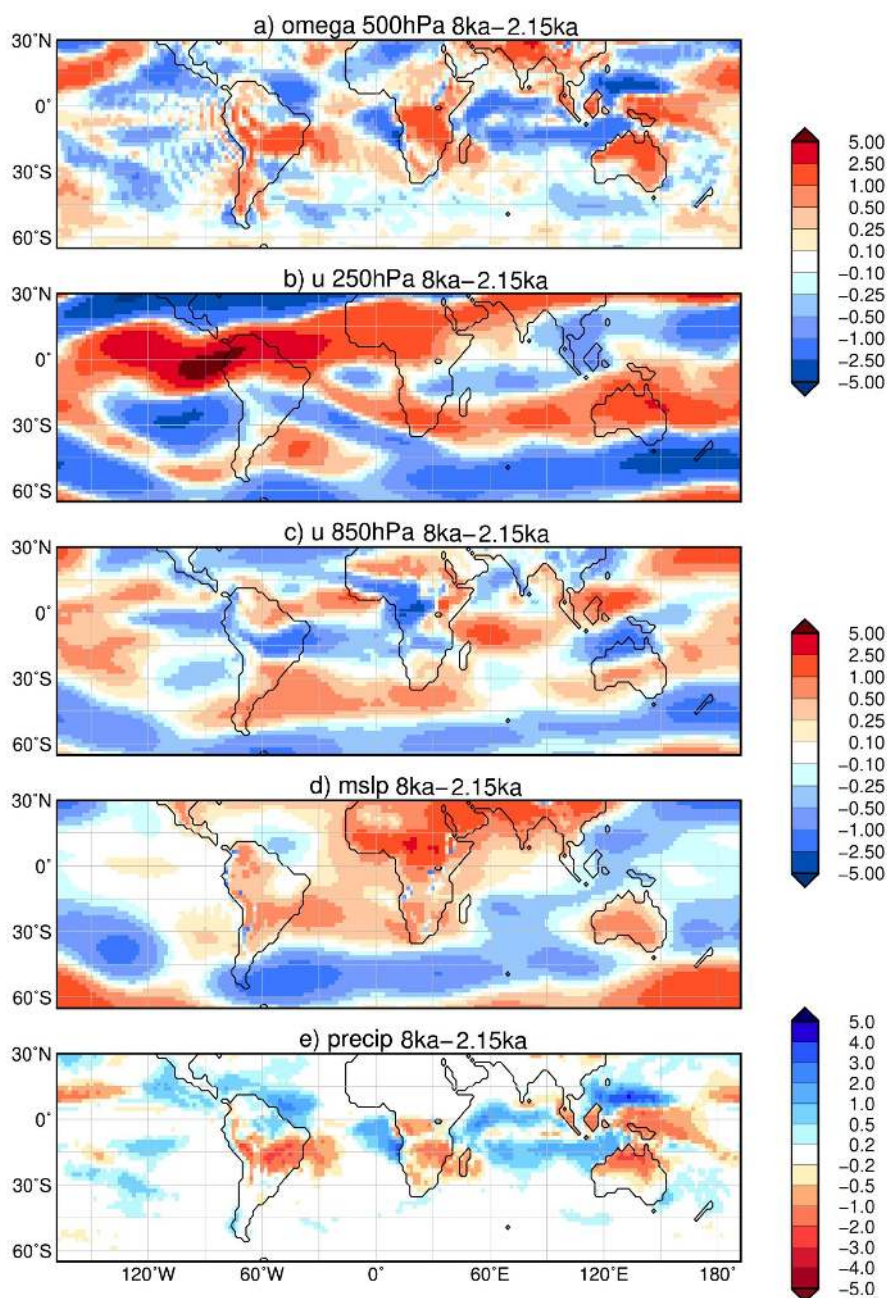 a) omega 500hPa 8ka−2.15ka
30˚N
0˚
30˚S
60˚S
5.00
2.50
1.00
0.50
0.25
0.10
−0.10
−0.25
−0.50
−1.00
−2.50
−5.00
b) u 250hPa 8ka−2.15ka
30˚N
0˚
30˚S
60˚S
c) u 850hPa 8ka−2.15ka
30˚N
0˚
30˚S
60˚S
5.00
2.50
1.00
0.50
0.25
0.10
−0.10
−0.25
−0.50
−1.00
−2.50
−5.00
d) mslp 8ka−2.15ka
30˚N
0˚
30˚S
60˚S
e) precip 8ka−2.15ka
30˚N
0˚
30˚S
60˚S
5.0
4.0
3.0
2.0
1.0
0.5
0.2
−0.2
−0.5
−1.0
−2.0
−3.0
−4.0
−5.0
120˚W 60˚W 0˚ 60˚E 120˚E 180˚